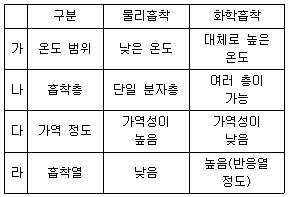 구분 물리흡착 화학흡착
가 온도 범위 낮은 온도 대체로 높은
온도
나 흡착층 단일 분자층 여러 층이
가능
다 가역 정도 가역성이
높음 가역성이
낮음
라 흡착열 낮음 높음(반응열
정도)